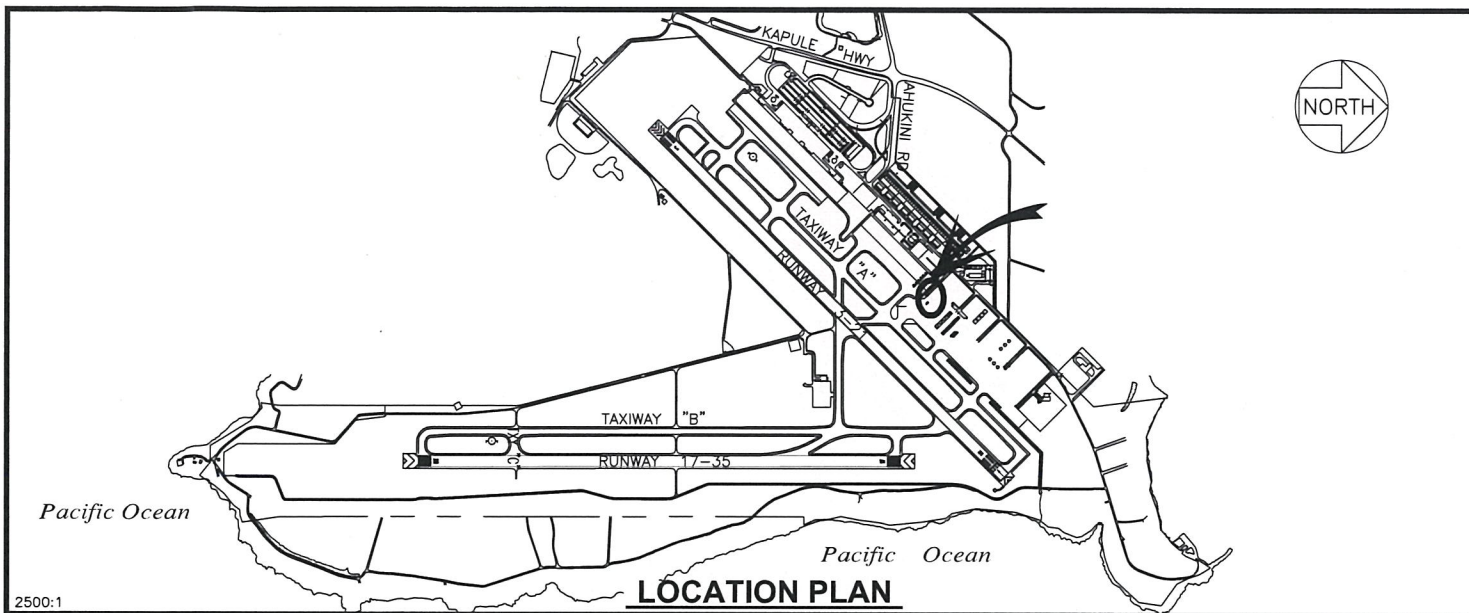 KAPULE HWY
AHUKINI RD
NORTH
TAXIWAY "A"
RUNWAY
TAXIWAY "B"
RUNWAY 17-35
Pacific Ocean
Pacific Ocean
LOCATION PLAN
2500:1